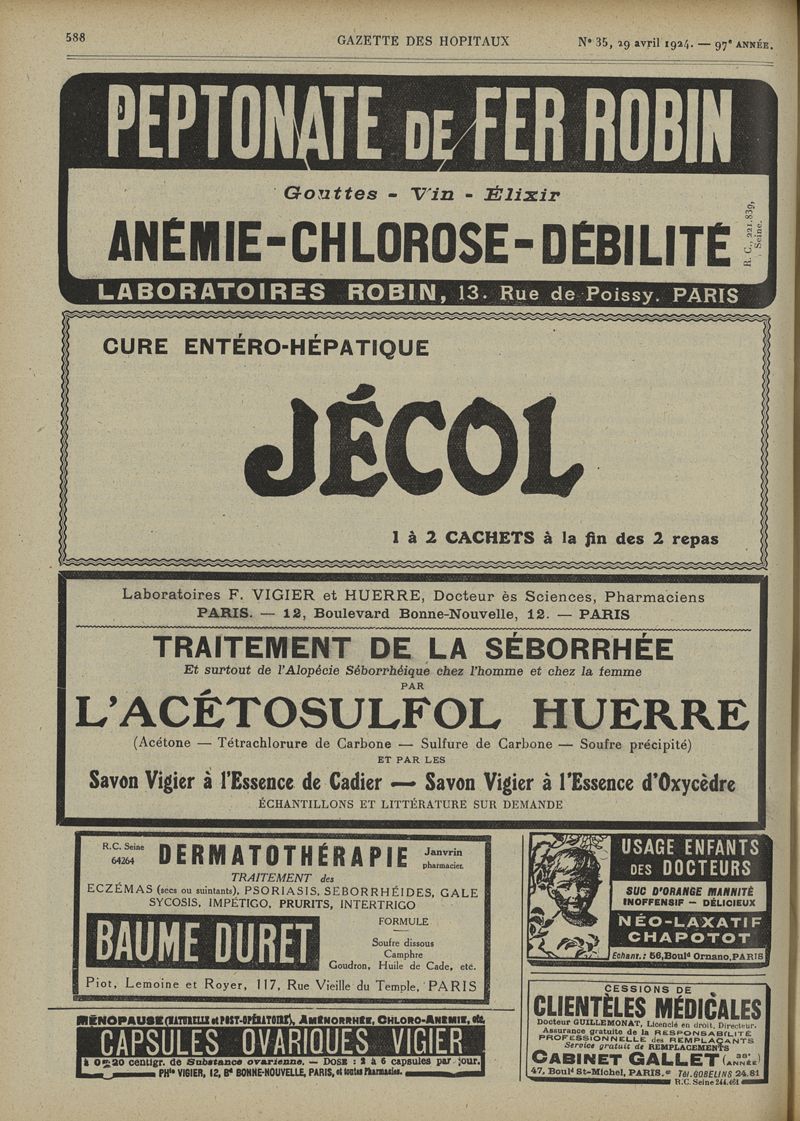 588
GAZETTE DES HOPITAUX
N° 35, 29 avril 1924. — 97e ANNÉE.
PEPTONATE DE FER ROBIN
Gouttes - Vin - Élixir
ANÉMIE-CHLOROSE-DÉBILITÉ
R. C., 221.839,
Seine.
LABORATOIRES ROBIN, 13. Rue de Poissy. PARIS
CURE ENTÉRO-HÉPATIQUE
JÉCOL
1 à 2 CACHETS à la fin des 2 repas
Laboratoires F. VIGIER et HUERRE, Docteur ès Sciences, Pharmaciens
PARIS. — 12, Boulevard Bonne-Nouvelle, 12. — PARIS
TRAITEMENT DE LA SÉBORRHÉE
Et surtout de l'Alopécie Séborrhéique chez l'homme et chez la femme
PAR
L'ACÉTOSULFOL HUERRE
(Acétone — Tétrachlorure de Carbone — Sulfure de Carbone — Soufre précipité)
ET PAR LES
Savon Vigier à l'Essence de Cadier — Savon Vigier à l'Essence d'Oxycèdre
ÉCHANTILLONS ET LITTÉRATURE SUR DEMANDE
R.C. Seine
64264
DERMATOTHÉRAPIE
Janvrin
pharmacien.
TRAITEMENT des
ECZÉMAS (secs ou suintants), PSORIASIS, SÉBORRHÉIDES, GALE
SYCOSIS, IMPÉTIGO, PRURITS, INTERTRIGO
BAUME DURET
FORMULE
Soufre dissous
Camphre
Goudron, Huile de Cade, etc.
Piot, Lemoine et Royer, 117, Rue Vieille du Temple, PARIS
MÉNOPAUSE (NATURELLE et POST-OPÉRATOIRE), AMÉNORRHÉE, CHLORO-ANEMIE, etc.
CAPSULES OVARIQUES VIGIER
à 0gr20 centigr. de Substance ovarienne. — DOSE : 2 à 6 capsules par jour.
PHie VIGIER, 12, Bd BONNE-NOUVELLE, PARIS, et toutes Pharmacies.
USAGE ENFANTS
DES DOCTEURS
SUC D'ORANGE MANNITÉ
INOFFENSIF — DÉLICIEUX
NÉO-LAXATIF
CHAPOTOT
Échant.: 56, Bould Ornano, PARIS
CESSIONS DE
CLIENTÈLES MÉDICALES
Docteur GUILLEMONAT, Licencié en droit, Directeur.
Assurance gratuite de la RESPONSABILITÉ
PROFESSIONNELLE des REMPLAÇANTS
Service gratuit de REMPLACEMENTS
CABINET GALLET (38e ANNÉE)
47, Bould St-Michel, PARIS.e Tél. GOBELINS 24.81
R.C. Seine 244.461